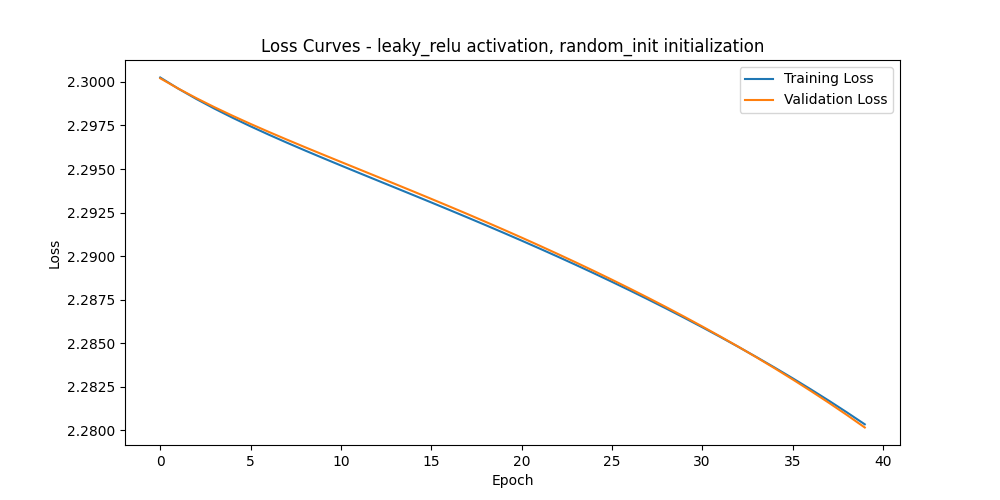 Loss Curves - leaky_relu activation, random_init initialization
Training Loss
Validation Loss
2.3000
2.2975
2.2950
2.2925
2.2900
2.2875
2.2850
2.2825
2.2800
Loss
0 5 10 15 20 25 30 35 40
Epoch